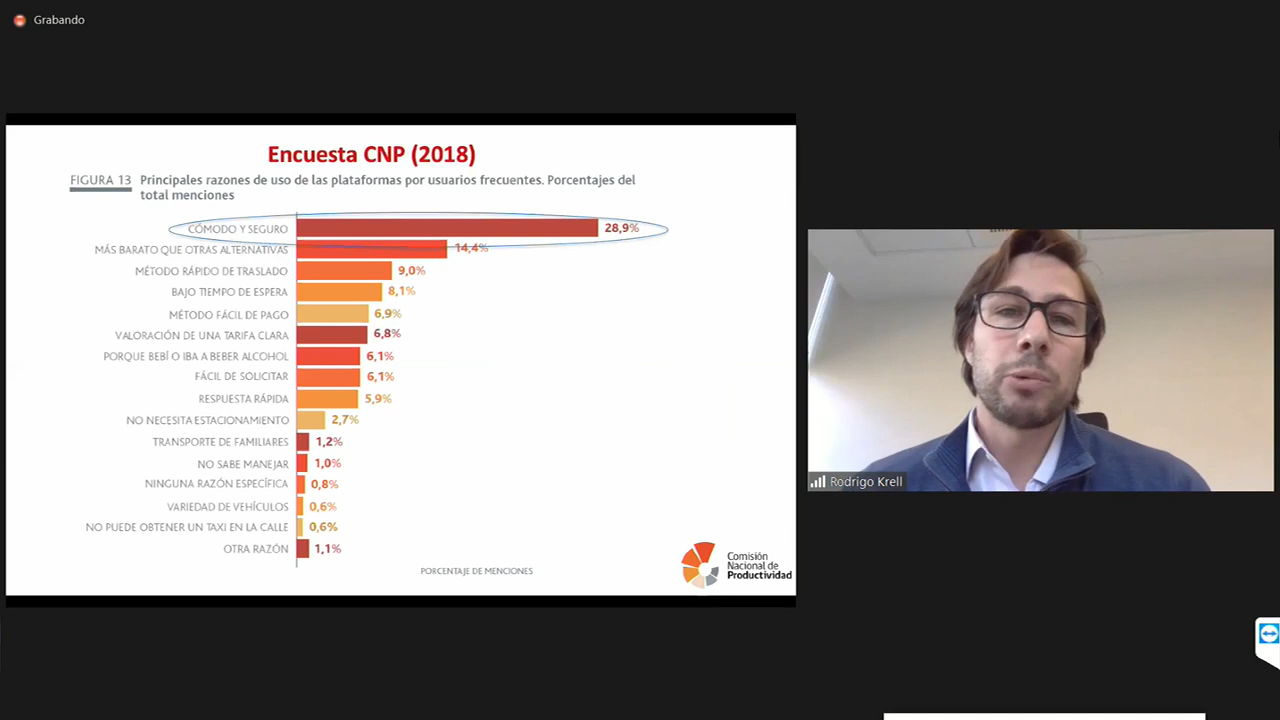 Grabando
Encuesta CNP (2018)
FIGURA 13 Principales razones de uso de las plataformas por usuarios frecuentes. Porcentajes del
total menciones
CÓMODO Y SEGURO 28,9%
MÁS BARATO QUE OTRAS ALTERNATIVAS 14,4%
MÉTODO RÁPIDO DE TRASLADO 9,0%
BAJO TIEMPO DE ESPERA 8,1%
MÉTODO FÁCIL DE PAGO 6,9%
VALORACIÓN DE UNA TARIFA CLARA 6,8%
PORQUE BEBÍ O IBA A BEBER ALCOHOL 6,1%
FÁCIL DE SOLICITAR 6,1%
RESPUESTA RÁPIDA 5,9%
NO NECESITA ESTACIONAMIENTO 2,7%
TRANSPORTE DE FAMILIARES 1,2%
NO SABE MANEJAR 1,0%
NINGUNA RAZÓN ESPECÍFICA 0,8%
VARIEDAD DE VEHÍCULOS 0,6%
NO PUEDE OBTENER UN TAXI EN LA CALLE 0,6%
OTRA RAZÓN 1,1%
PORCENTAJE DE MENCIONES
Comisión
Nacional de
Productividad
Rodrigo Krell